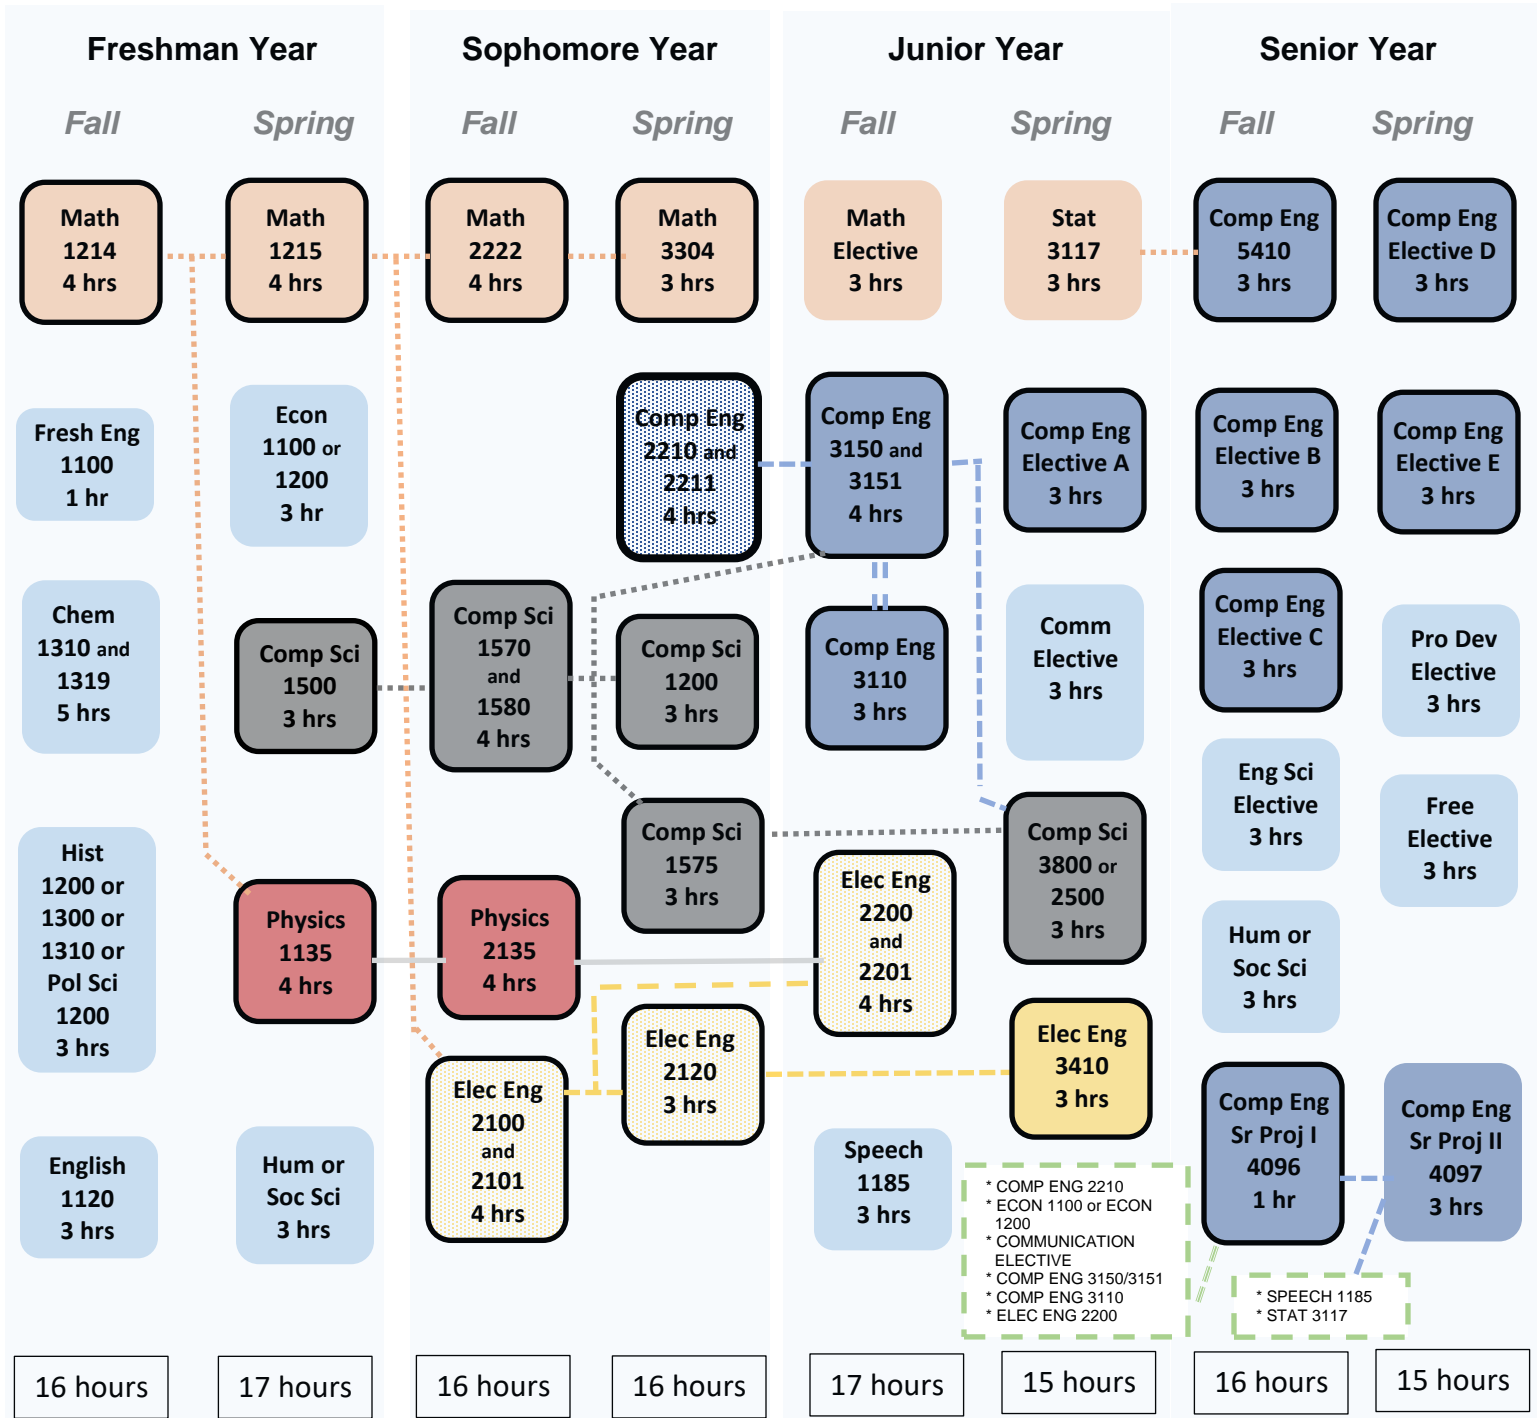 Freshman Year
Sophomore Year
Junior Year
Senior Year
Fall
Spring
Fall
Spring
Fall
Spring
Fall
Spring
Math
1214
4 hrs
Fresh Eng
1100
1 hr
Chem
1310 and
1319
5 hrs
Hist
1200 or
1300 or
1310 or
Pol Sci
1200
3 hrs
English
1120
3 hrs
16 hours
Math
1215
4 hrs
Econ
1100 or
1200
3 hr
Comp Sci
1500
3 hrs
Physics
1135
4 hrs
Hum or
Soc Sci
3 hrs
17 hours
Math
2222
4 hrs
Comp Sci
1570
and
1580
4 hrs
Physics
2135
4 hrs
Elec Eng
2100
and
2101
4 hrs
16 hours
Math
3304
3 hrs
Comp Eng
2210 and
2211
4 hrs
Comp Sci
1200
3 hrs
Comp Sci
1575
3 hrs
Elec Eng
2120
3 hrs
16 hours
Math
Elective
3 hrs
Comp Eng
3150 and
3151
4 hrs
Comp Eng
3110
3 hrs
Elec Eng
2200
and
2201
4 hrs
Speech
1185
3 hrs
17 hours
Stat
3117
3 hrs
Comp Eng
Elective A
3 hrs
Comm
Elective
3 hrs
Comp Sci
3800 or
2500
3 hrs
Elec Eng
3410
3 hrs
* COMP ENG 2210
* ECON 1100 or ECON
1200
* COMMUNICATION
ELECTIVE
* COMP ENG 3150/3151
* COMP ENG 3110
* ELEC ENG 2200
15 hours
Comp Eng
5410
3 hrs
Comp Eng
Elective B
3 hrs
Comp Eng
Elective C
3 hrs
Eng Sci
Elective
3 hrs
Hum or
Soc Sci
3 hrs
Comp Eng
Sr Proj I
4096
1 hr
16 hours
Comp Eng
Elective D
3 hrs
Comp Eng
Elective E
3 hrs
Pro Dev
Elective
3 hrs
Free
Elective
3 hrs
Comp Eng
Sr Proj II
4097
3 hrs
* SPEECH 1185
* STAT 3117
15 hours